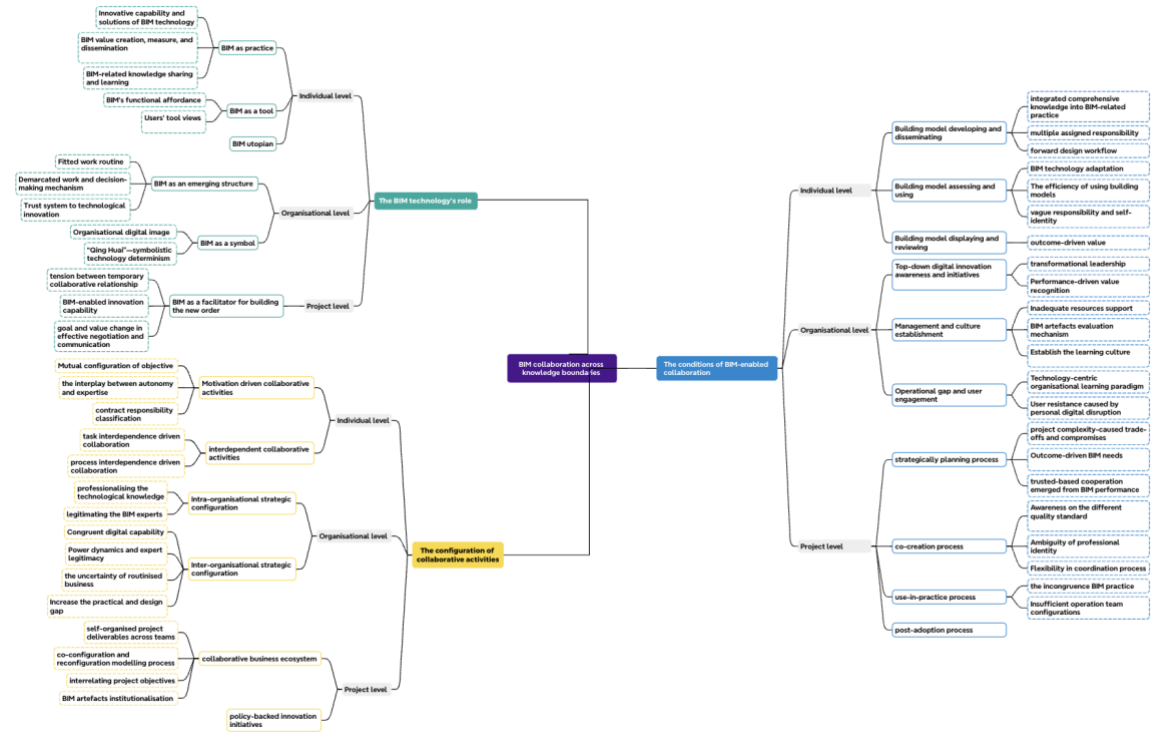 BIM collaboration across
knowledge boundaries
The BIM technology's role
Individual level
BIM as practice
Innovative capability and
solutions of BIM technology
BIM value creation, measure, and
dissemination
BIM-related knowledge sharing
and learning
BIM as a tool
BIM's functional affordance
Users' tool views
BIM utopian
Organisational level
BIM as an emerging structure
Fitted work routine
Demarcated work and decision-
making mechanism
Trust system to technological
innovation
BIM as a symbol
Organisational digital image
"Qing Huai"—symbolistic
technology determinism
Project level
BIM as a facilitator for building
the new order
tension between temporary
collaborative relationship
BIM-enabled innovation
capability
goal and value change in
effective negotiation and
communication
The configuration of
collaborative activities
Individual level
Motivation driven collaborative
activities
Mutual configuration of objective
the interplay between autonomy
and expertise
contract responsibility
classification
interdependent collaborative
activities
task interdependence driven
collaboration
process interdependence driven
collaboration
Organisational level
Intra-organisational strategic
configuration
professionalising the
technological knowledge
legitimating the BIM experts
Inter-organisational strategic
configuration
Congruent digital capability
Power dynamics and expert
legitimacy
the uncertainty of routinised
business
Increase the practical and design
gap
Project level
collaborative business ecosystem
self-organised project
deliverables across teams
co-configuration and
reconfiguration modelling process
interrelating project objectives
BIM artefacts institutionalisation
policy-backed innovation
initiatives
The conditions of BIM-enabled
collaboration
Individual level
Building model developing and
disseminating
integrated comprehensive
knowledge into BIM-related
practice
multiple assigned responsibility
forward design workflow
Building model assessing and
using
BIM technology adaptation
The efficiency of using building
models
vague responsibility and self-
identity
Building model displaying and
reviewing
outcome-driven value
Organisational level
Top-down digital innovation
awareness and initiatives
transformational leadership
Performance-driven value
recognition
Management and culture
establishment
Inadequate resources support
BIM artefacts evaluation
mechanism
Establish the learning culture
Operational gap and user
engagement
Technology-centric
organisational learning paradigm
User resistance caused by
personal digital disruption
Project level
strategically planning process
project complexity-caused trade-
offs and compromises
Outcome-driven BIM needs
trusted-based cooperation
emerged from BIM performance
co-creation process
Awareness on the different
quality standard
Ambiguity of professional
identity
Flexibility in coordination process
use-in-practice process
the incongruence BIM practice
Insufficient operation team
configurations
post-adoption process